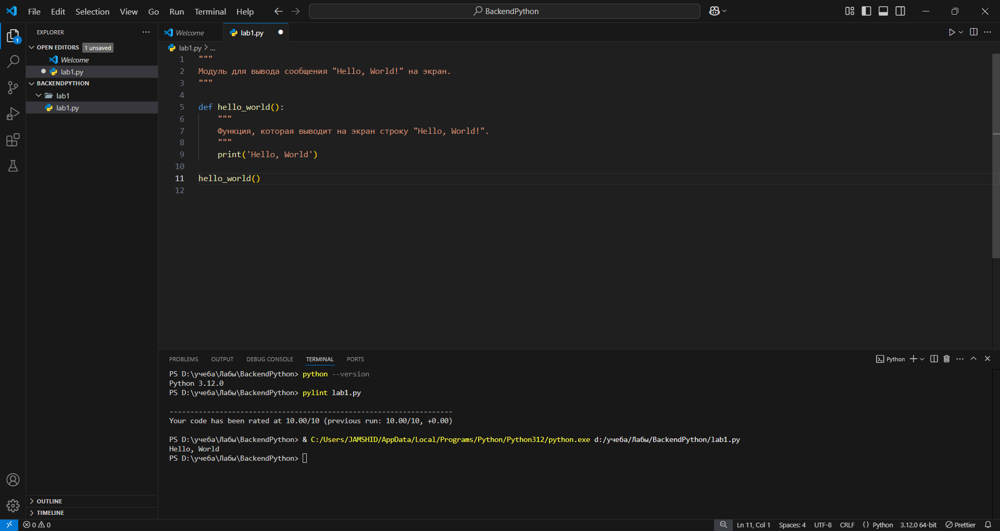 File Edit Selection View Go Run Terminal Help
BackendPython
EXPLORER
OPEN EDITORS 1 unsaved
Welcome
lab1.py
BACKENDPYTHON
lab1
lab1.py
OUTLINE
TIMELINE
1
Welcome
lab1.py
lab1.py > ...
1 """
2 Модуль для вывода сообщения "Hello, World!" на экран.
3 """
4
5 def hello_world():
6 """
7 Функция, которая выводит на экран строку "Hello, World!".
8 """
9 print('Hello, World')
10
11 hello_world()
12
PROBLEMS OUTPUT DEBUG CONSOLE TERMINAL PORTS
Python
PS D:\учеба\Лабы\BackendPython> python --version
Python 3.12.0
PS D:\учеба\Лабы\BackendPython> pylint lab1.py
--------------------------------------------------------------------
Your code has been rated at 10.00/10 (previous run: 10.00/10, +0.00)
PS D:\учеба\Лабы\BackendPython> & C:/Users/JAMSHID/AppData/Local/Programs/Python/Python312/python.exe d:/учеба/Лабы/BackendPython/lab1.py
Hello, World
PS D:\учеба\Лабы\BackendPython>
0 0
Ln 11, Col 1 Spaces: 4 UTF-8 CRLF {} Python 3.12.0 64-bit Prettier